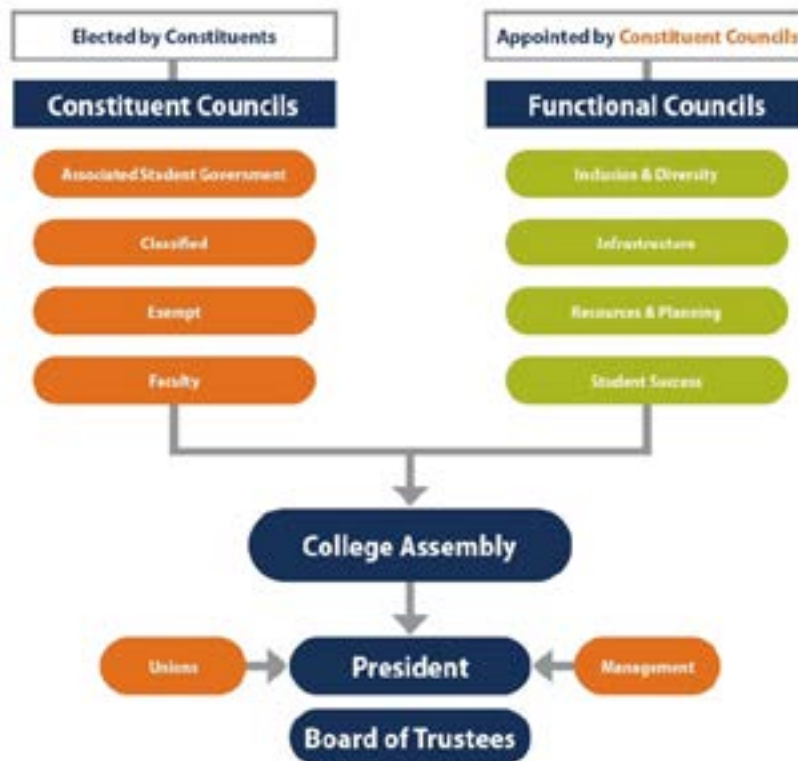 Elected by Constituents
Constituent Councils
Associated Student Government
Classified
Exempt
Faculty
Appointed by Constituent Councils
Functional Councils
Inclusion & Diversity
Infrastructure
Resources & Planning
Student Success
College Assembly
Unions
President
Management
Board of Trustees